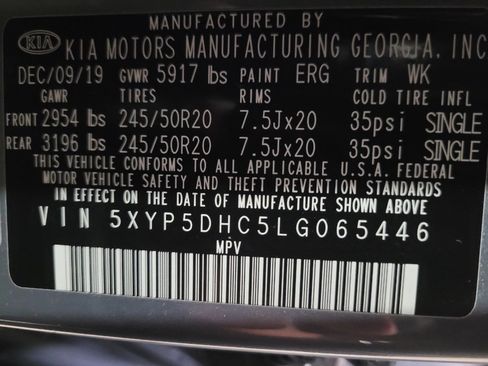 MANUFACTURED BY
KIA KIA MOTORS MANUFACTURING GEORGIA, INC
DEC/09/19 GVWR 5917 lbs PAINT ERG TRIM WK
GAWR TIRES RIMS COLD TIRE INFL
FRONT 2954 lbs 245/50R20 7.5Jx20 35psi SINGLE
REAR 3196 lbs 245/50R20 7.5Jx20 35psi SINGLE
THIS VEHICLE CONFORMS TO ALL APPLICABLE U.S.A. FEDERAL
MOTOR VEHICLE SAFETY AND THEFT PREVENTION STANDARDS
IN EFFECT ON THE DATE OF MANUFACTURE SHOWN ABOVE
VIN 5XYP5DHC5LG065446
MPV